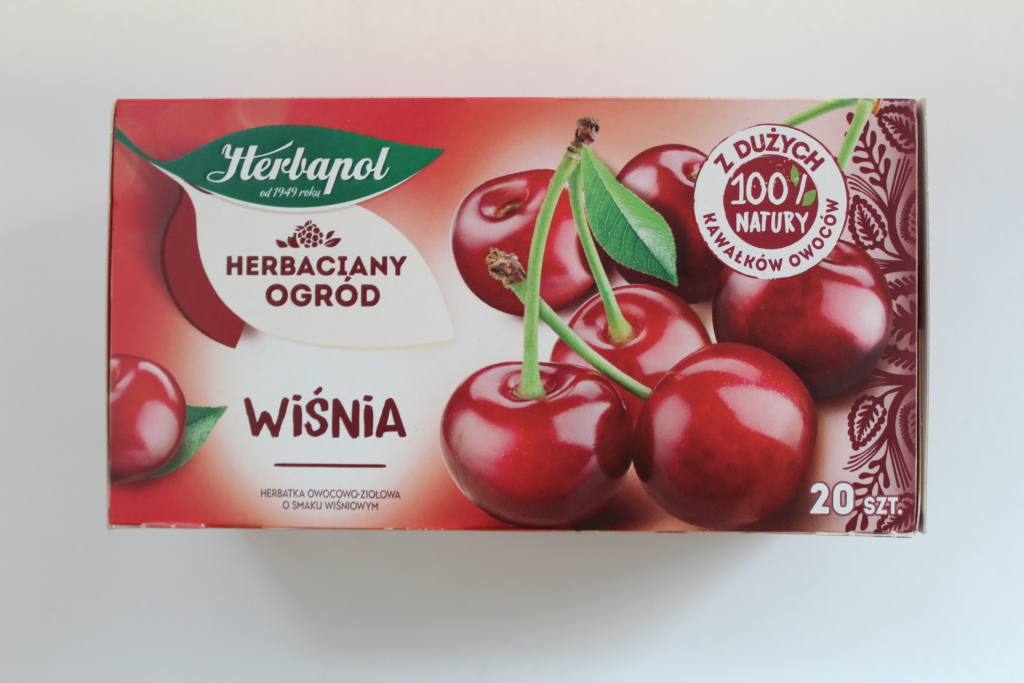 Herbapol
od 1949 roku
HERBACIANY
OGRÓD
WIŚNIA
HERBATKA OWOCOWO-ZIOŁOWA
O SMAKU WIŚNIOWYM
Z DUŻYCH
100%
NATURY
KAWAŁKÓW OWOCÓW
20 SZT.